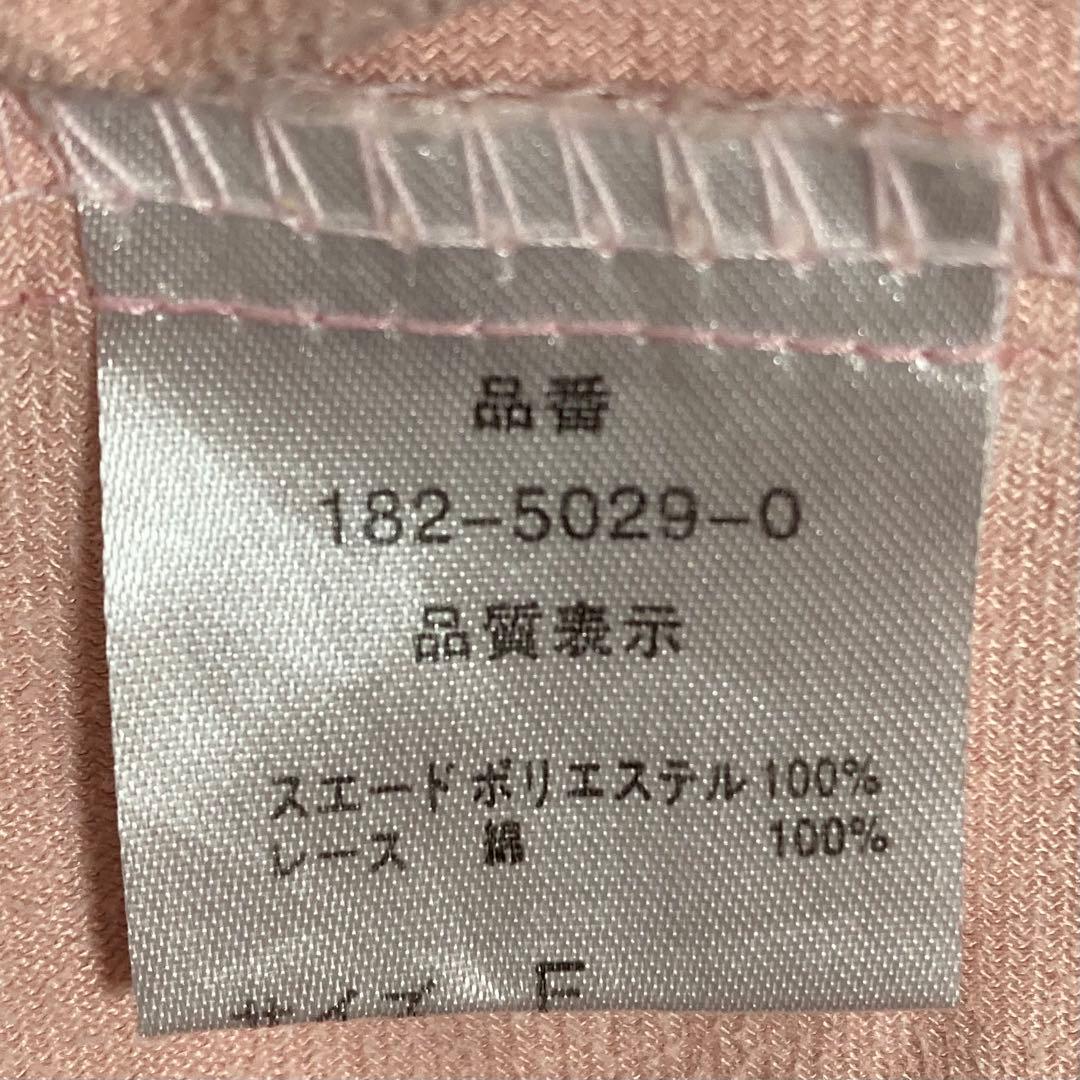 品番
182-5029-0
品質表示
スエード ポリエステル 100%
レース 綿 100%
サイズ F